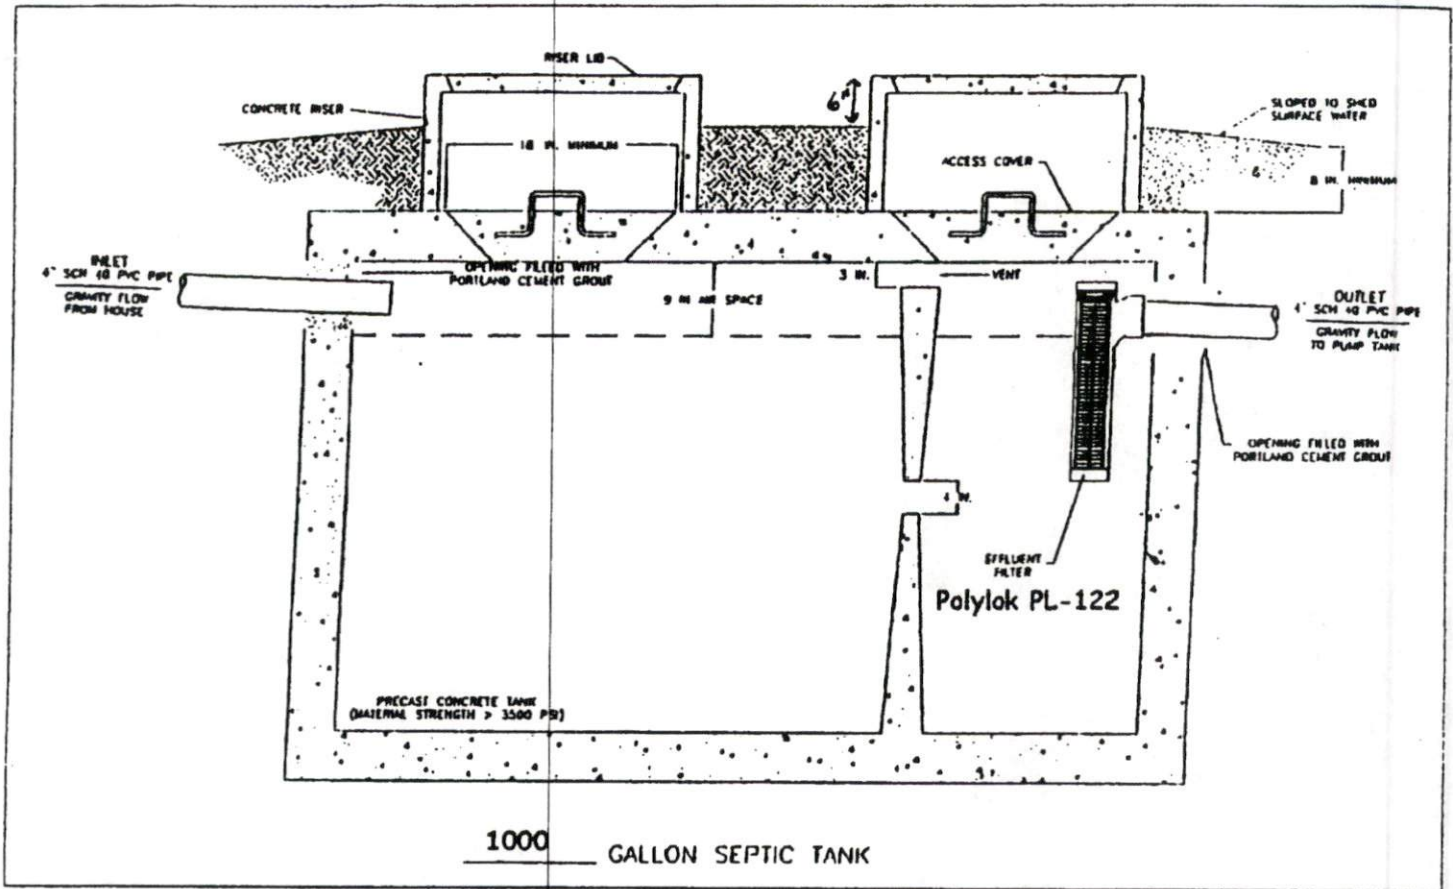 RISER LID
CONCRETE RISER
6"
SLOPED TO SHED
SURFACE WATER
18 IN. MINIMUM
ACCESS COVER
8 IN. MINIMUM
INLET
4" SCH 40 PVC PIPE
GRAVITY FLOW
FROM HOUSE
OPENING FILLED WITH
PORTLAND CEMENT GROUT
3 IN.
VENT
9 IN AIR SPACE
OUTLET
4" SCH 40 PVC PIPE
GRAVITY FLOW
TO PUMP TANK
OPENING FILLED WITH
PORTLAND CEMENT GROUT
4 IN.
EFFLUENT
FILTER
Polylok PL-122
PRECAST CONCRETE TANK
(MATERIAL STRENGTH > 3500 PSI)
1000 GALLON SEPTIC TANK